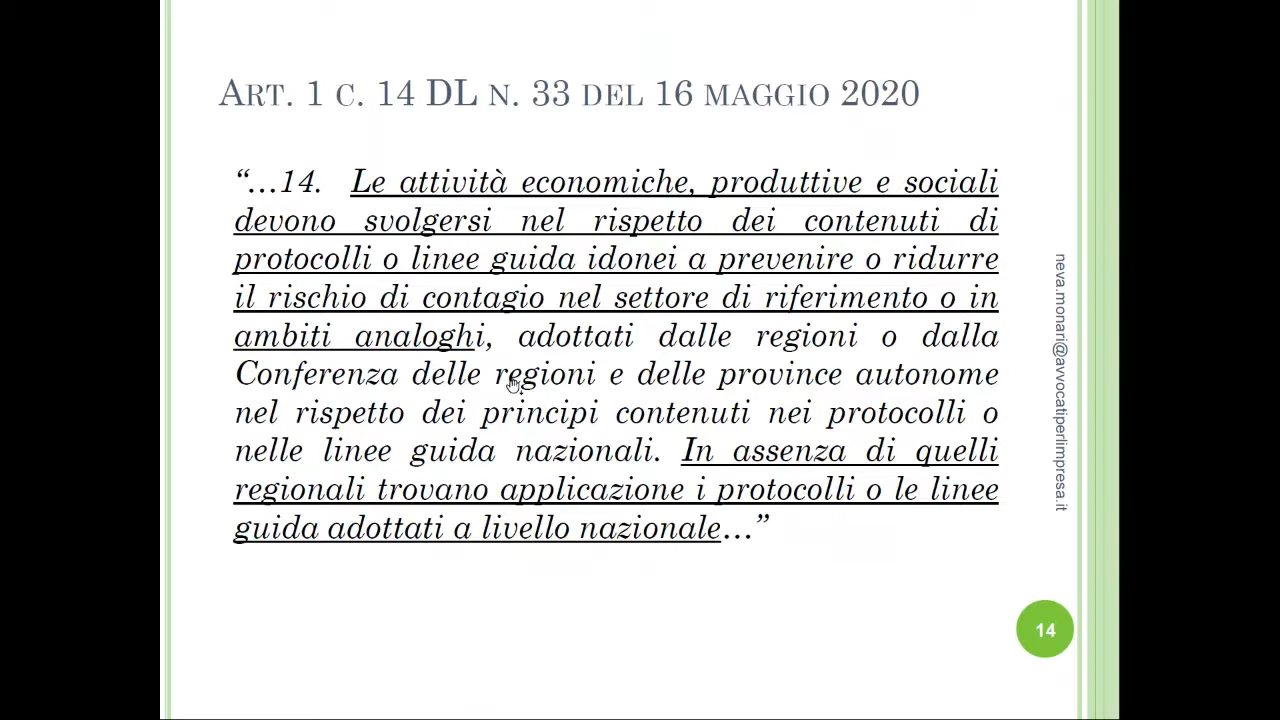 Art. 1 c. 14 DL n. 33 del 16 maggio 2020
“…14. Le attività economiche, produttive e sociali
devono svolgersi nel rispetto dei contenuti di
protocolli o linee guida idonei a prevenire o ridurre
il rischio di contagio nel settore di riferimento o in
ambiti analoghi, adottati dalle regioni o dalla
Conferenza delle regioni e delle province autonome
nel rispetto dei principi contenuti nei protocolli o
nelle linee guida nazionali. In assenza di quelli
regionali trovano applicazione i protocolli o le linee
guida adottati a livello nazionale…”
neva.monari@avvocatiperlimpresa.it
14